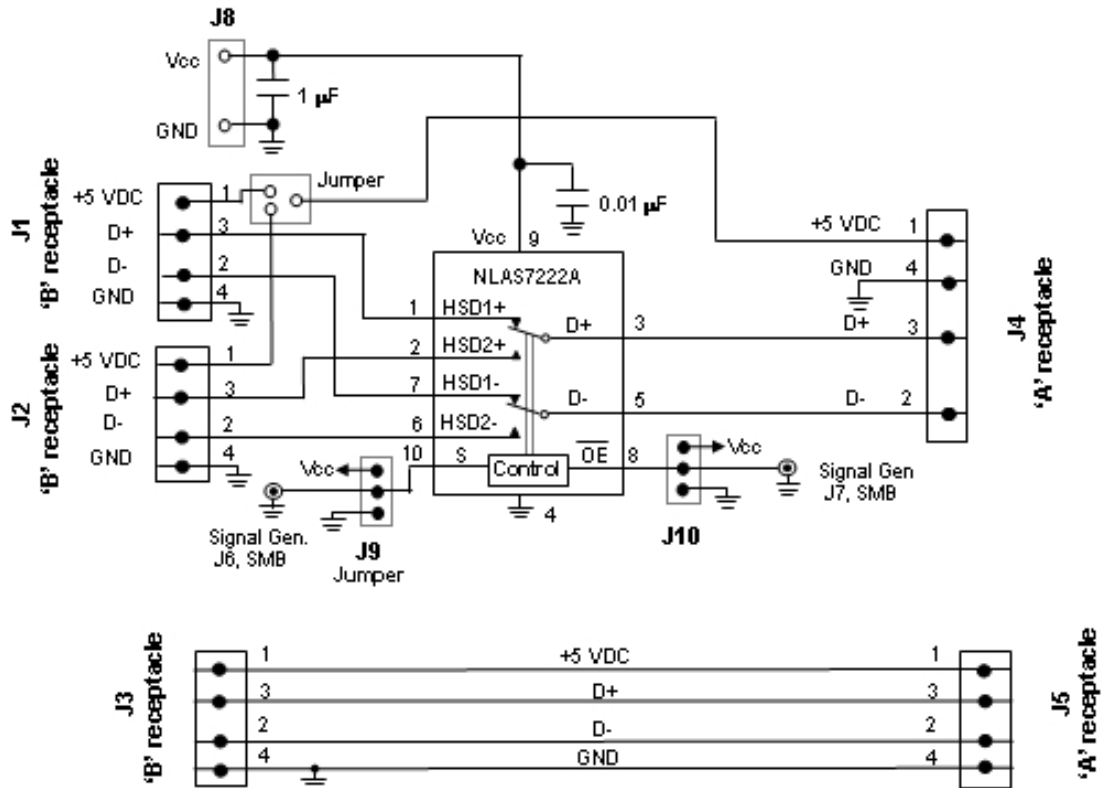 J8
Vcc
1 µF
GND
J1
'B' receptacle
+5 VDC
1
D+
3
D-
2
GND
4
Jumper
0.01 µF
Vcc
9
NLAS7222A
1
HSD1+
2
HSD2+
7
HSD1-
6
HSD2-
10
S
Control
OE
8
4
D+
3
D-
5
J2
'B' receptacle
+5 VDC
1
D+
3
D-
2
GND
4
Vcc
Signal Gen.
J6, SMB
J9
Jumper
Vcc
J10
Signal Gen
J7, SMB
+5 VDC
1
GND
4
D+
3
D-
2
J4
'A' receptacle
J3
'B' receptacle
1
+5 VDC
1
3
D+
3
2
D-
2
4
GND
4
J5
'A' receptacle